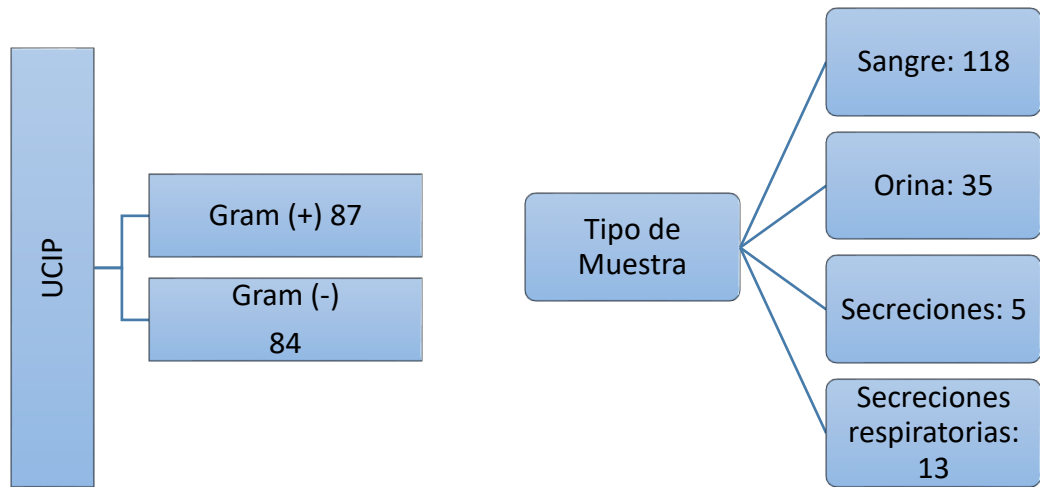 UCIP
Gram (+) 87
Gram (-)
84
Tipo de
Muestra
Sangre: 118
Orina: 35
Secreciones: 5
Secreciones
respiratorias:
13